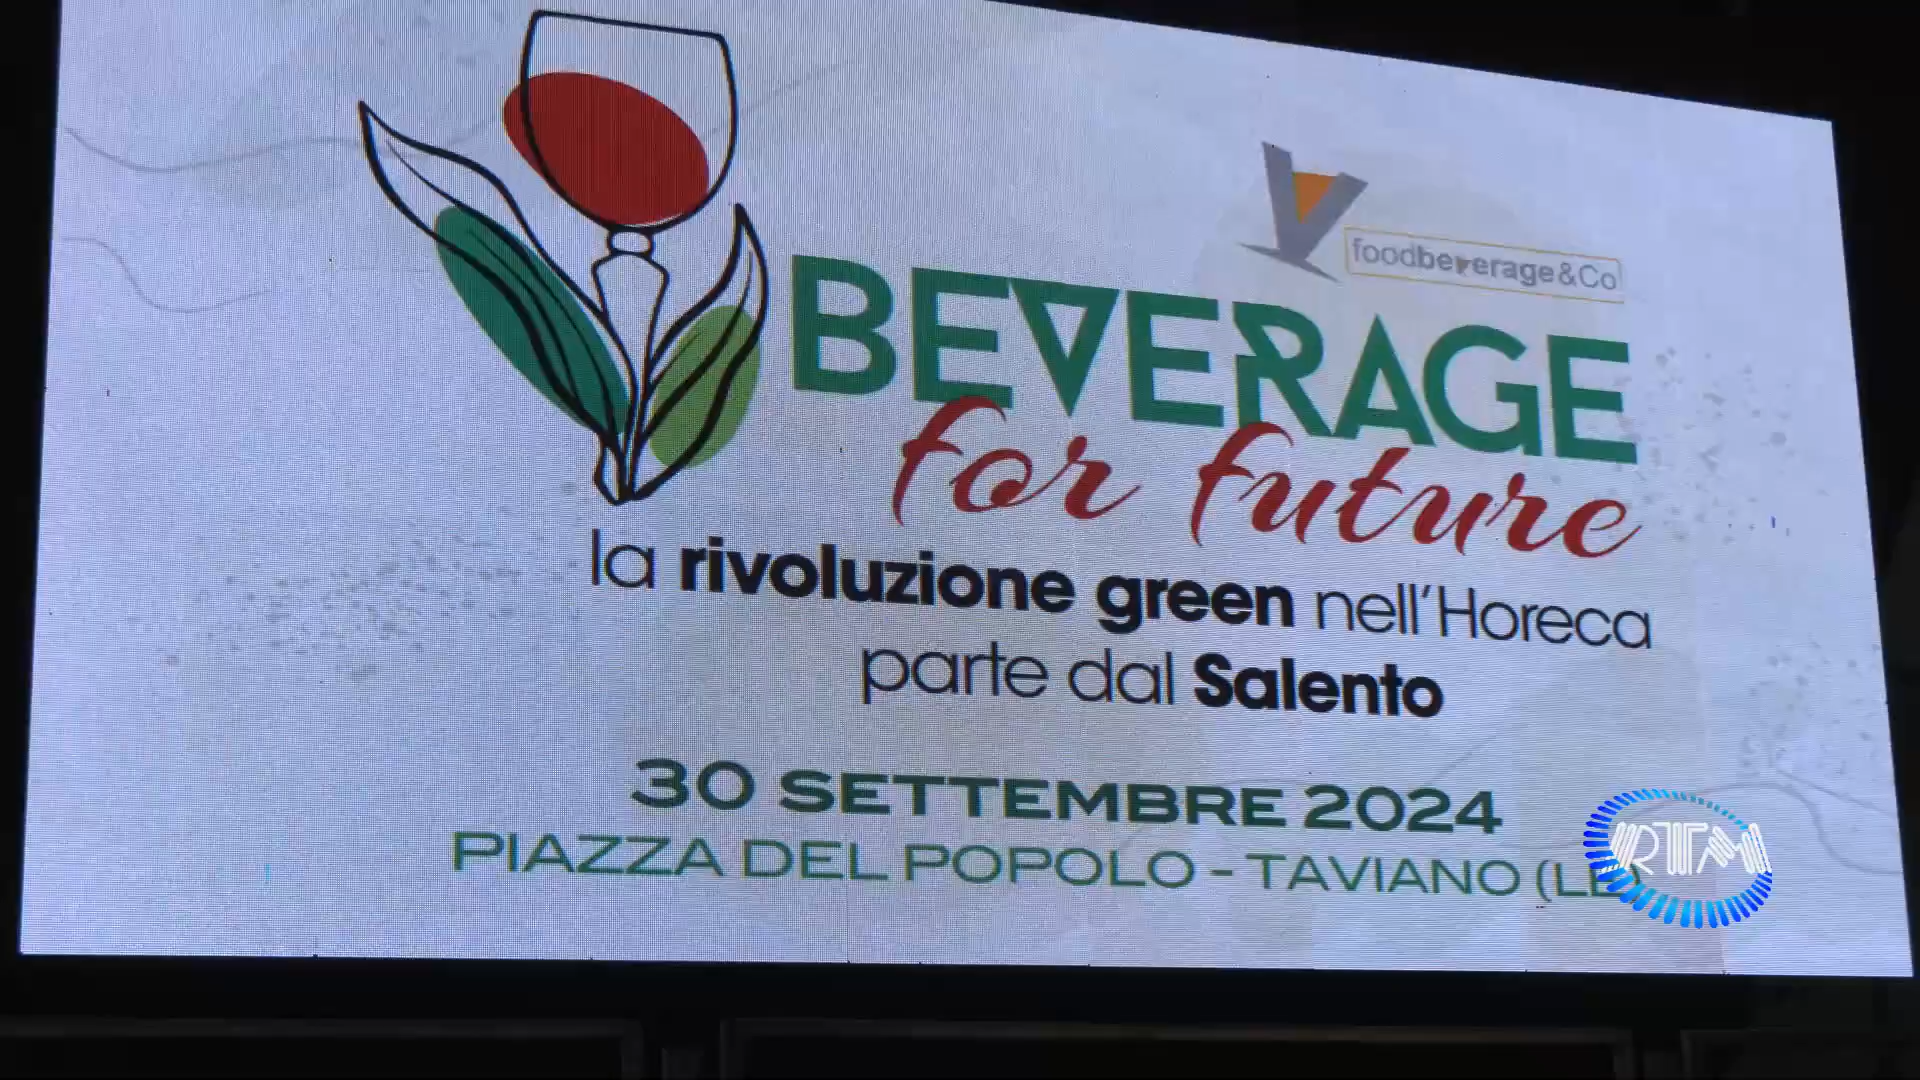 foodbeverage&Co
BEVERAGE
for future
la rivoluzione green nell'Horeca
parte dal Salento
30 SETTEMBRE 2024
PIAZZA DEL POPOLO - TAVIANO (LE
RTM